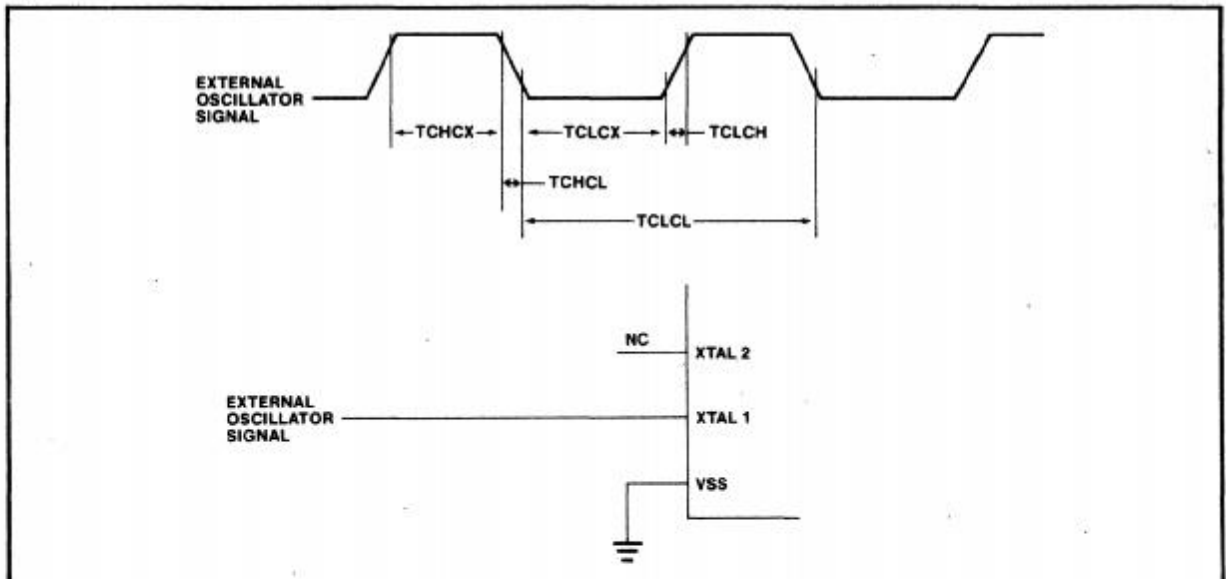 EXTERNAL
OSCILLATOR
SIGNAL
TCHCX
TCLCX
TCLCH
TCHCL
TCLCL
NC
XTAL 2
EXTERNAL
OSCILLATOR
SIGNAL
XTAL 1
VSS